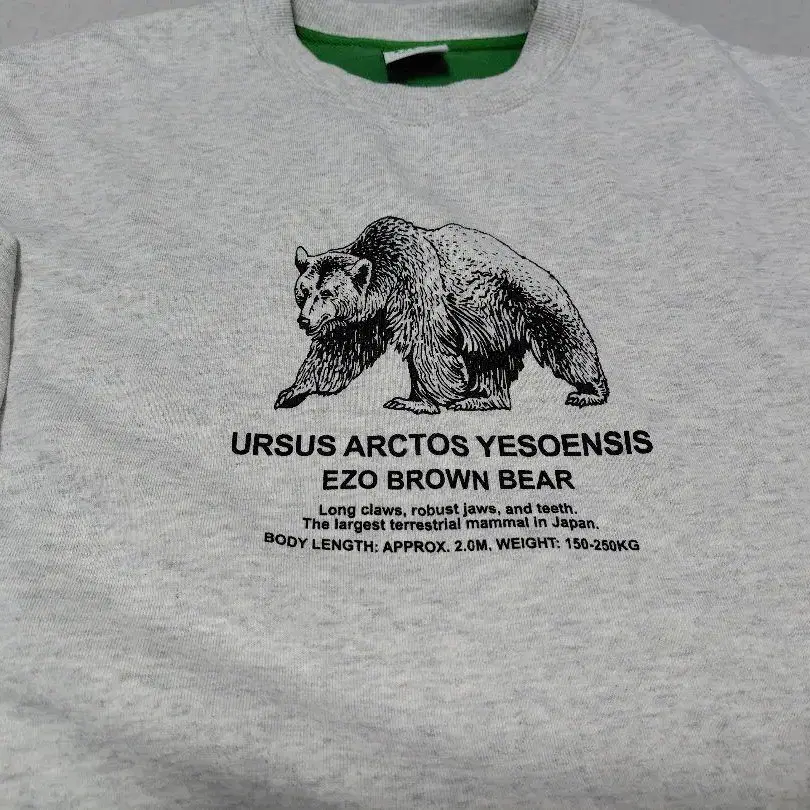 URSUS ARCTOS YESOENSIS
EZO BROWN BEAR
Long claws, robust jaws, and teeth.
The largest terrestrial mammal in Japan.
BODY LENGTH: APPROX. 2.0M. WEIGHT: 150-250KG